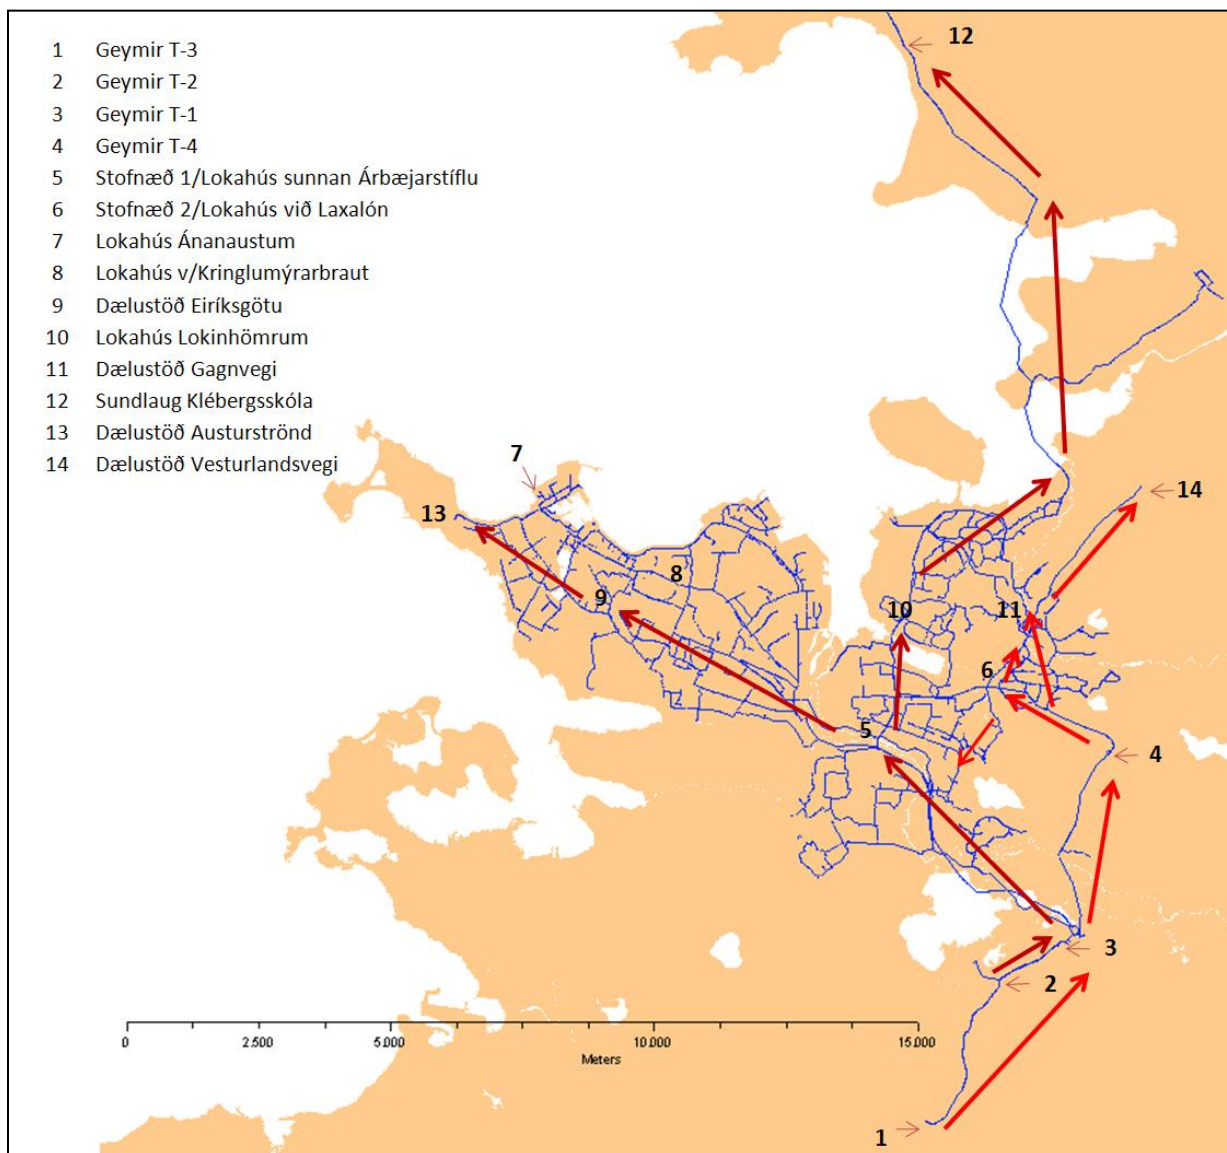 1 Geymir T-3
2 Geymir T-2
3 Geymir T-1
4 Geymir T-4
5 Stofnæð 1/Lokahús sunnan Árbæjarstíflu
6 Stofnæð 2/Lokahús við Laxalón
7 Lokahús Ánanaustum
8 Lokahús v/Kringlumýrarbraut
9 Dælustöð Eiríksgötu
10 Lokahús Lokinhömrum
11 Dælustöð Gagnvegi
12 Sundlaug Klébergsskóla
13 Dælustöð Austurströnd
14 Dælustöð Vesturlandsvegi
12
7
14
13
8
9
10
11
6
5
4
3
2
0 2.500 5.000 10.000 15.000
Meters
1